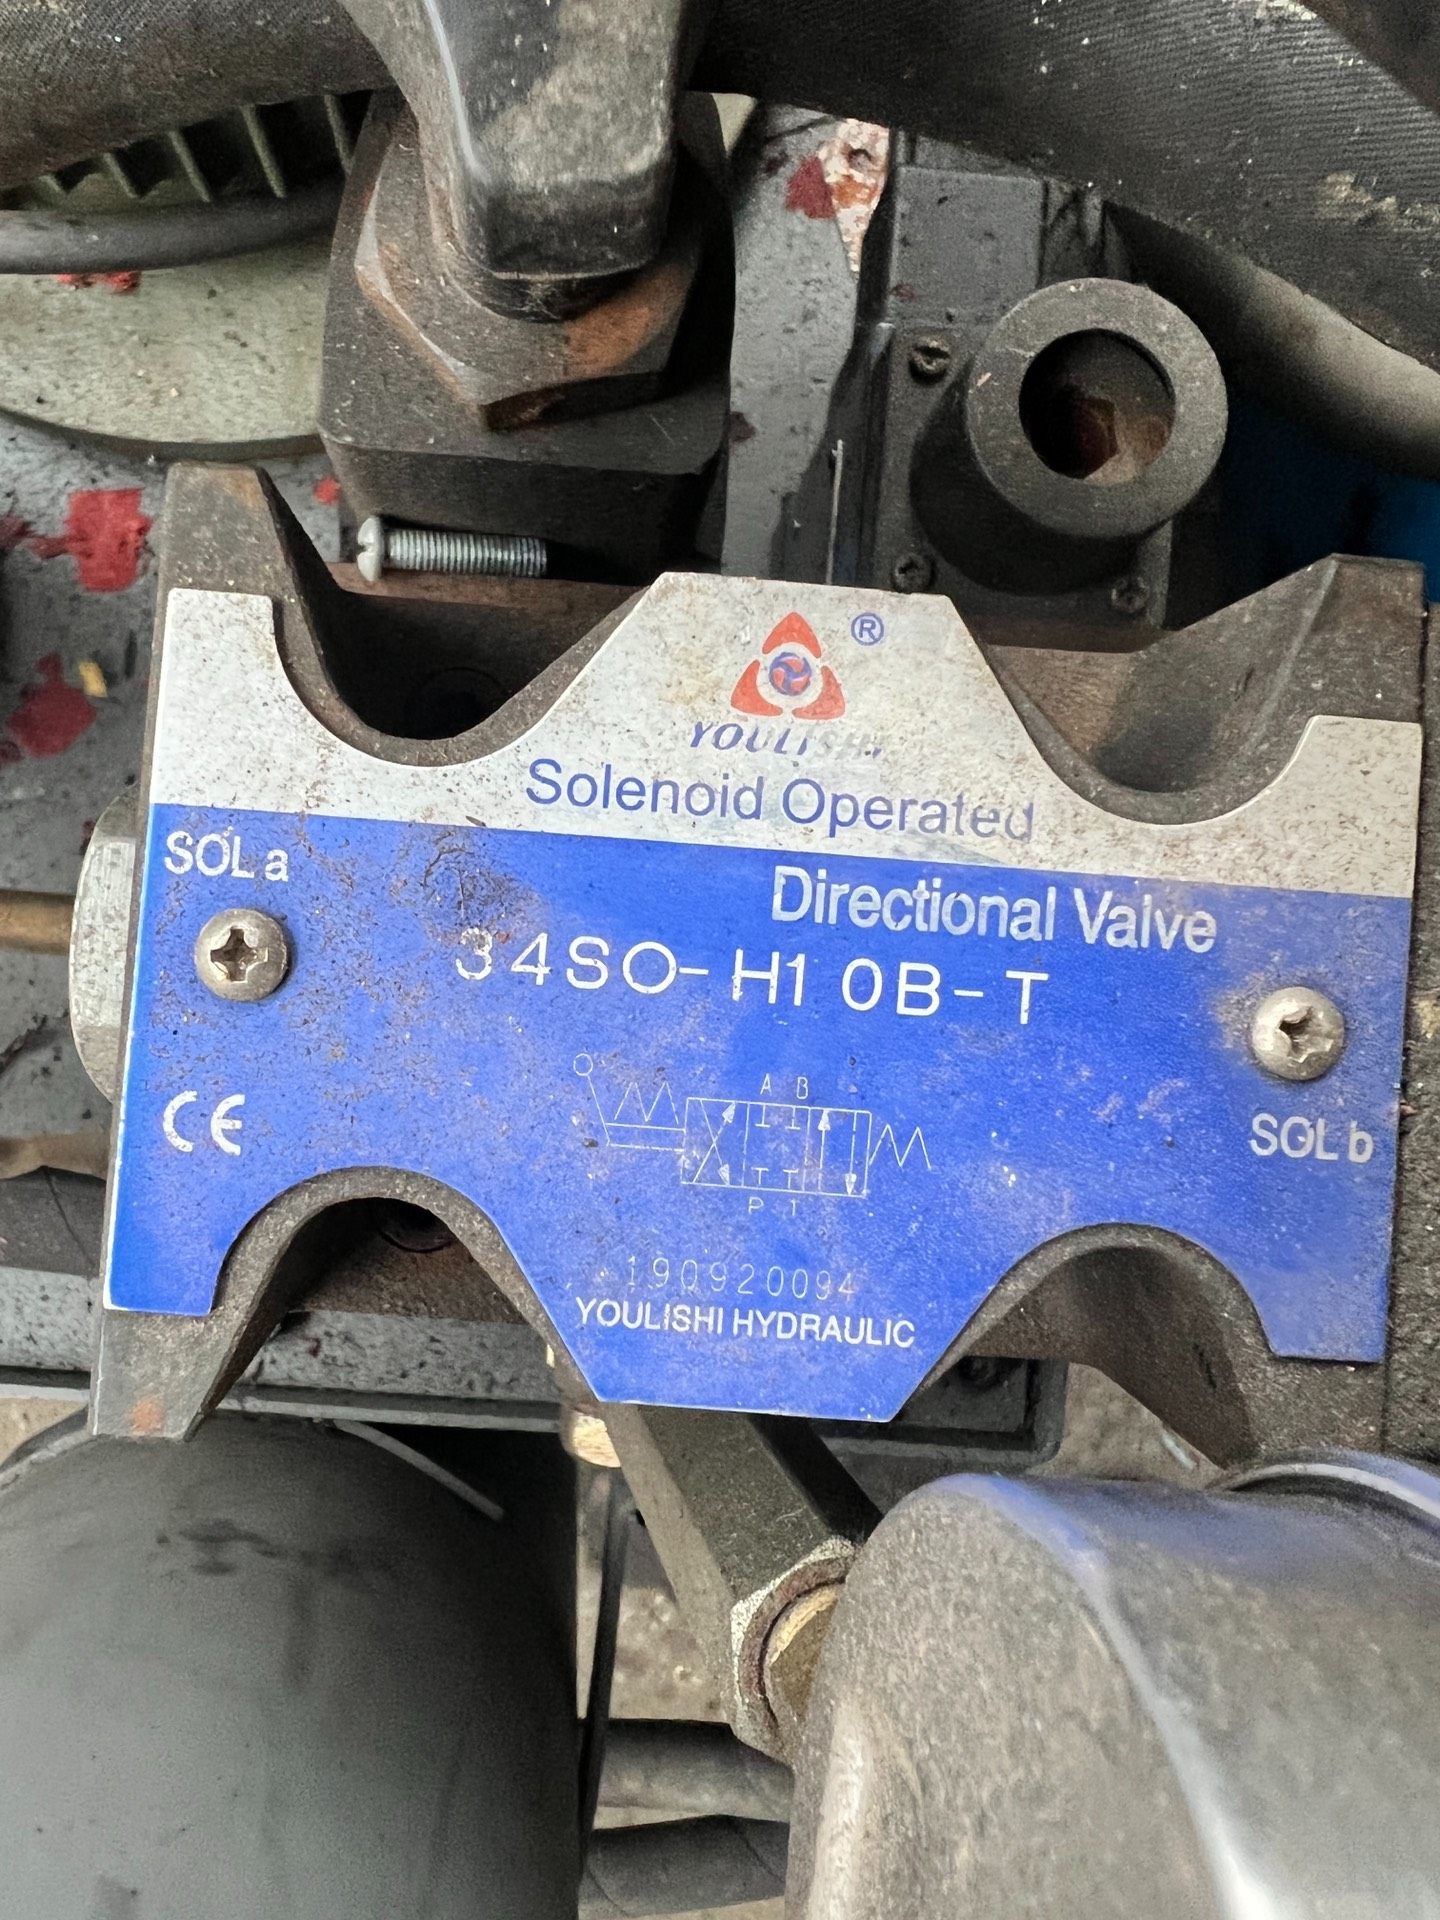 ®
YOULISHI
Solenoid Operated
Directional Valve
SOL a
34SO-H10B-T
A B
CE
SOL b
P T
190920094
YOULISHI HYDRAULIC